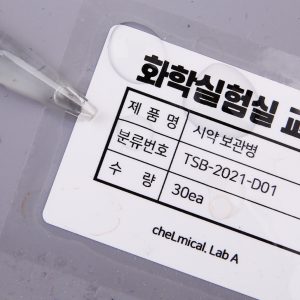 화학실험실
제 품 명 시약 보관병
분류번호 TSB-2021-D01
수 량 30ea
cheLmical. Lab A